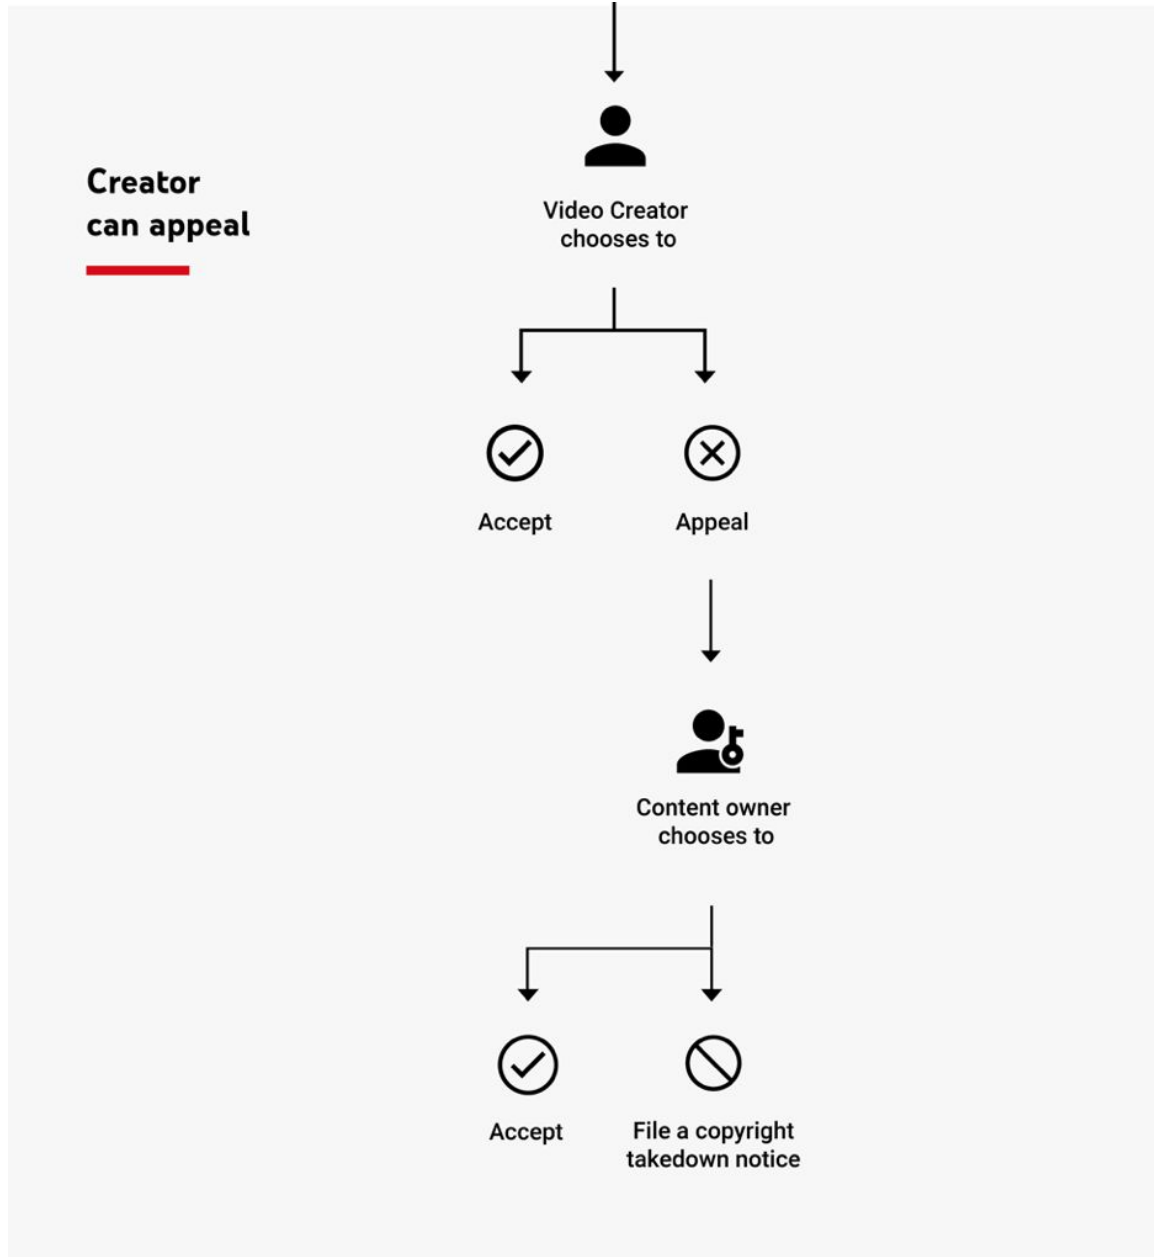 Creator
can appeal
Video Creator
chooses to
Accept
Appeal
Content owner
chooses to
Accept
File a copyright
takedown notice